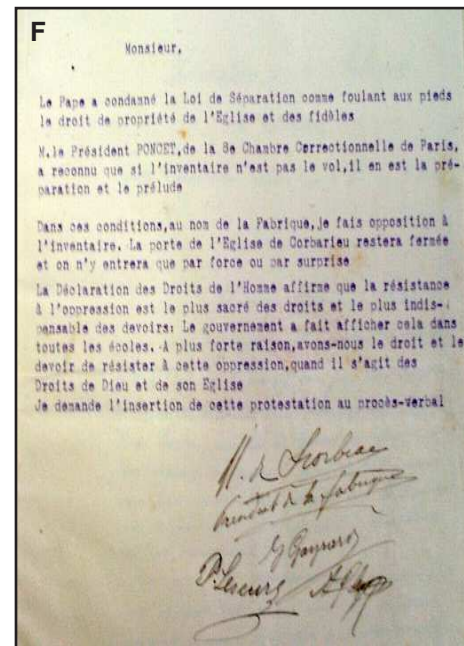 F
Monsieur,
Le Pape a condamné la Loi de Séparation comme foulant aux pieds
le droit de propriété de l'Eglise et des fidèles
M.le Président PONCET,de la 8e Chambre Correctionnelle de Paris,
a reconnu que si l'inventaire n'est pas le vol,il en est la pré-
paration et le prélude
Dans ces conditions,au nom de la Fabrique,je fais opposition à
l'inventaire. La porte de l'Eglise de Corbarieu restera fermée
et on n'y entrera que par force ou par surprise
La Déclaration des Droits de l'Homme affirme que la résistance
à l'oppression est le plus sacré des droits et le plus indis-
pensable des devoirs: Le gouvernement a fait afficher cela dans
toutes les écoles. A plus forte raison,avons-nous le droit et le
devoir de résister à cette oppression,quand il s'agit des
Droits de Dieu et de son Eglise
Je demande l'insertion de cette protestation au procès-verbal
de Scorbiac
Président de la fabrique